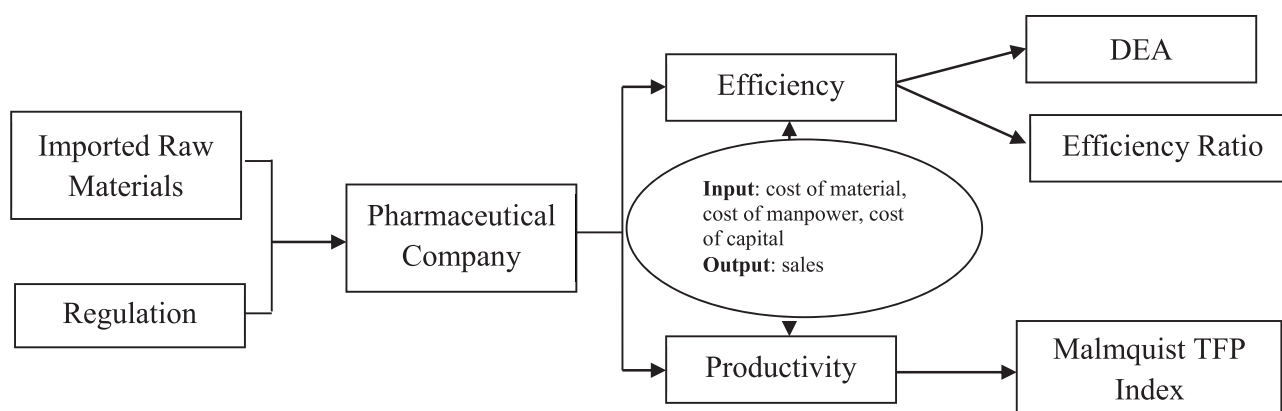 Imported Raw
Materials
Regulation
Pharmaceutical
Company
Efficiency
Input: cost of material,
cost of manpower, cost
of capital
Output: sales
Productivity
DEA
Efficiency Ratio
Malmquist TFP
Index